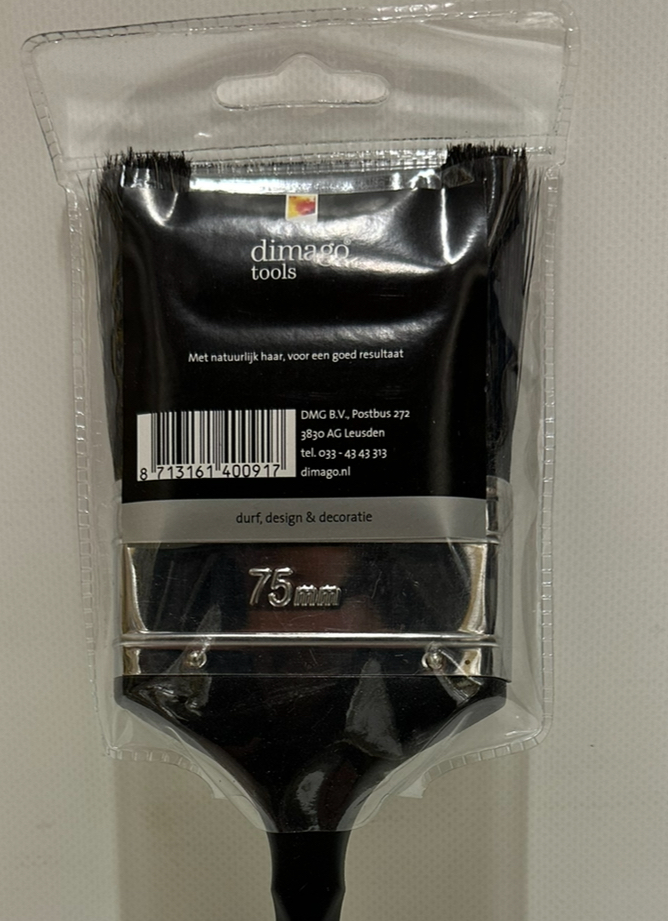 dimago®
tools
Met natuurlijk haar, voor een goed resultaat
DMG B.V., Postbus 272
3830 AG Leusden
tel. 033 - 43 43 313
dimago.nl
8 713161 400917
durf, design & decoratie
75mm